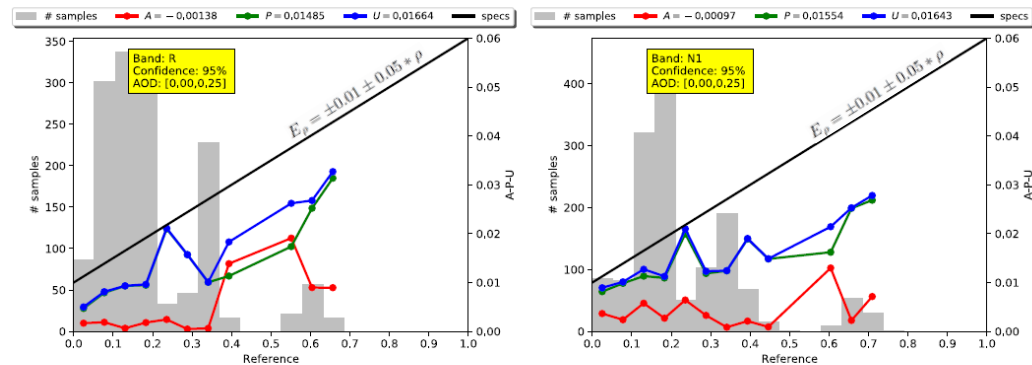 # samples A = −0,00138 P = 0,01485 U = 0,01664 specs
350
300
250
200
150
100
50
0
# samples
Band: R
Confidence: 95%
AOD: [0,00,0,25]
E_ρ = ±0.01 ± 0.05 * ρ
0.06
0.05
0.04
0.03
0.02
0.01
0,00
A-P-U
0.0 0.1 0.2 0.3 0.4 0.5 0.6 0.7 0.8 0.9 1.0
Reference
# samples A = −0,00097 P = 0,01554 U = 0,01643 specs
400
300
200
100
0
# samples
Band: N1
Confidence: 95%
AOD: [0,00,0,25]
E_ρ = ±0.01 ± 0.05 * ρ
0.06
0.05
0.04
0.03
0.02
0.01
0,00
A-P-U
0.0 0.1 0.2 0.3 0.4 0.5 0.6 0.7 0.8 0.9 1.0
Reference